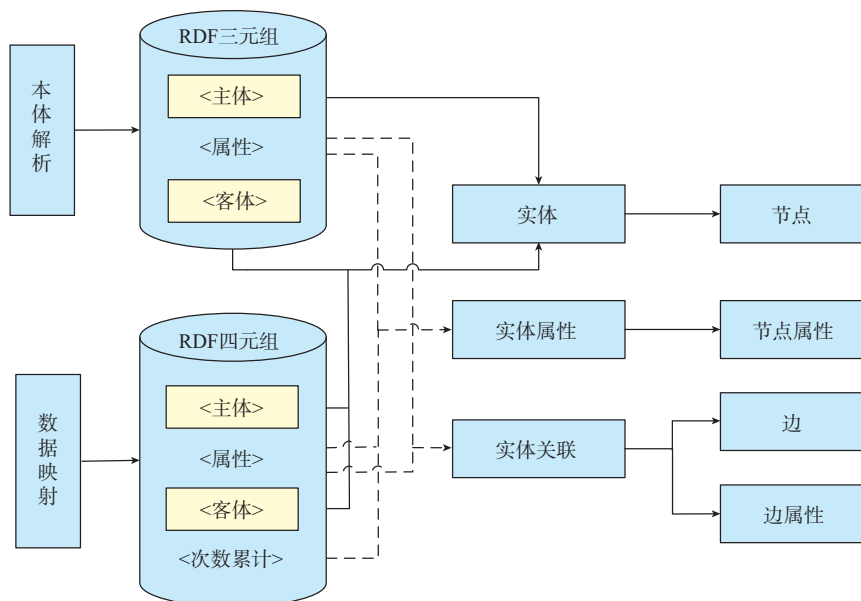 本体解析
RDF三元组
<主体>
<属性>
<客体>
实体
节点
数据映射
RDF四元组
<主体>
<属性>
<客体>
<次数累计>
实体属性
节点属性
实体关联
边
边属性